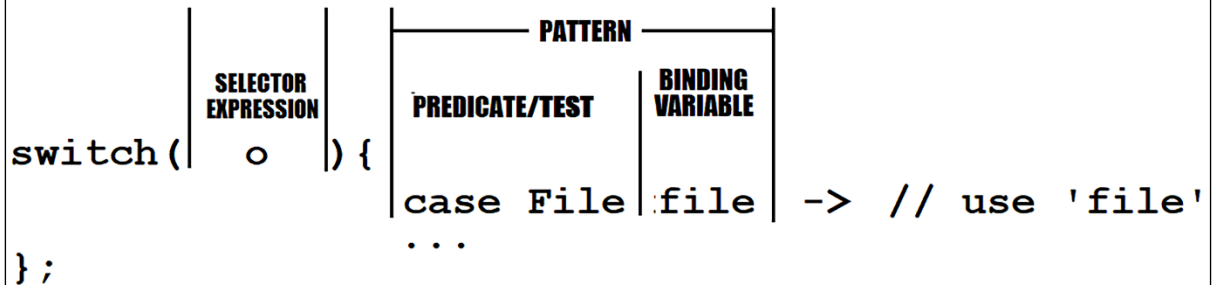 PATTERN
SELECTOR
EXPRESSION
PREDICATE/TEST
BINDING
VARIABLE
switch( o ){
case File file -> // use 'file'
...
};